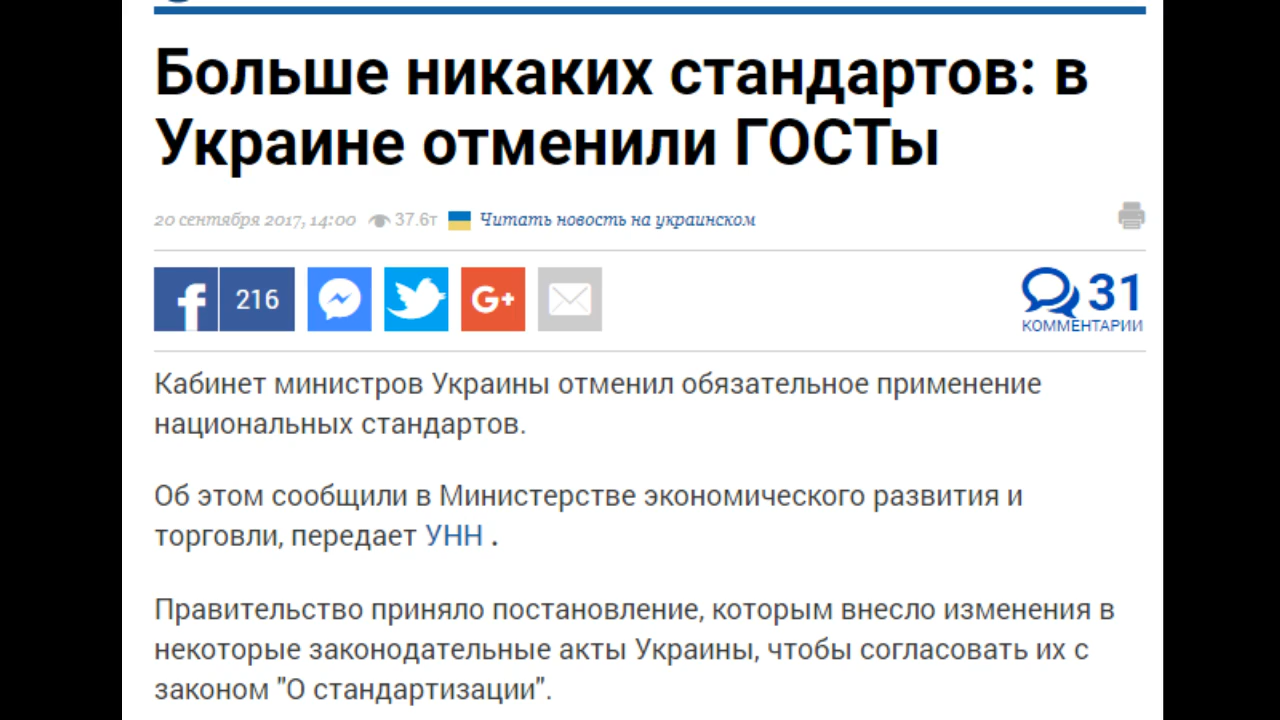 Больше никаких стандартов: в
Украине отменили ГОСТы
20 сентября 2017, 14:00 37.6т Читать новость на украинском
f 216 G+ 31
КОММЕНТАРИИ
Кабинет министров Украины отменил обязательное применение
национальных стандартов.
Об этом сообщили в Министерстве экономического развития и
торговли, передает УНН .
Правительство приняло постановление, которым внесло изменения в
некоторые законодательные акты Украины, чтобы согласовать их с
законом "О стандартизации".